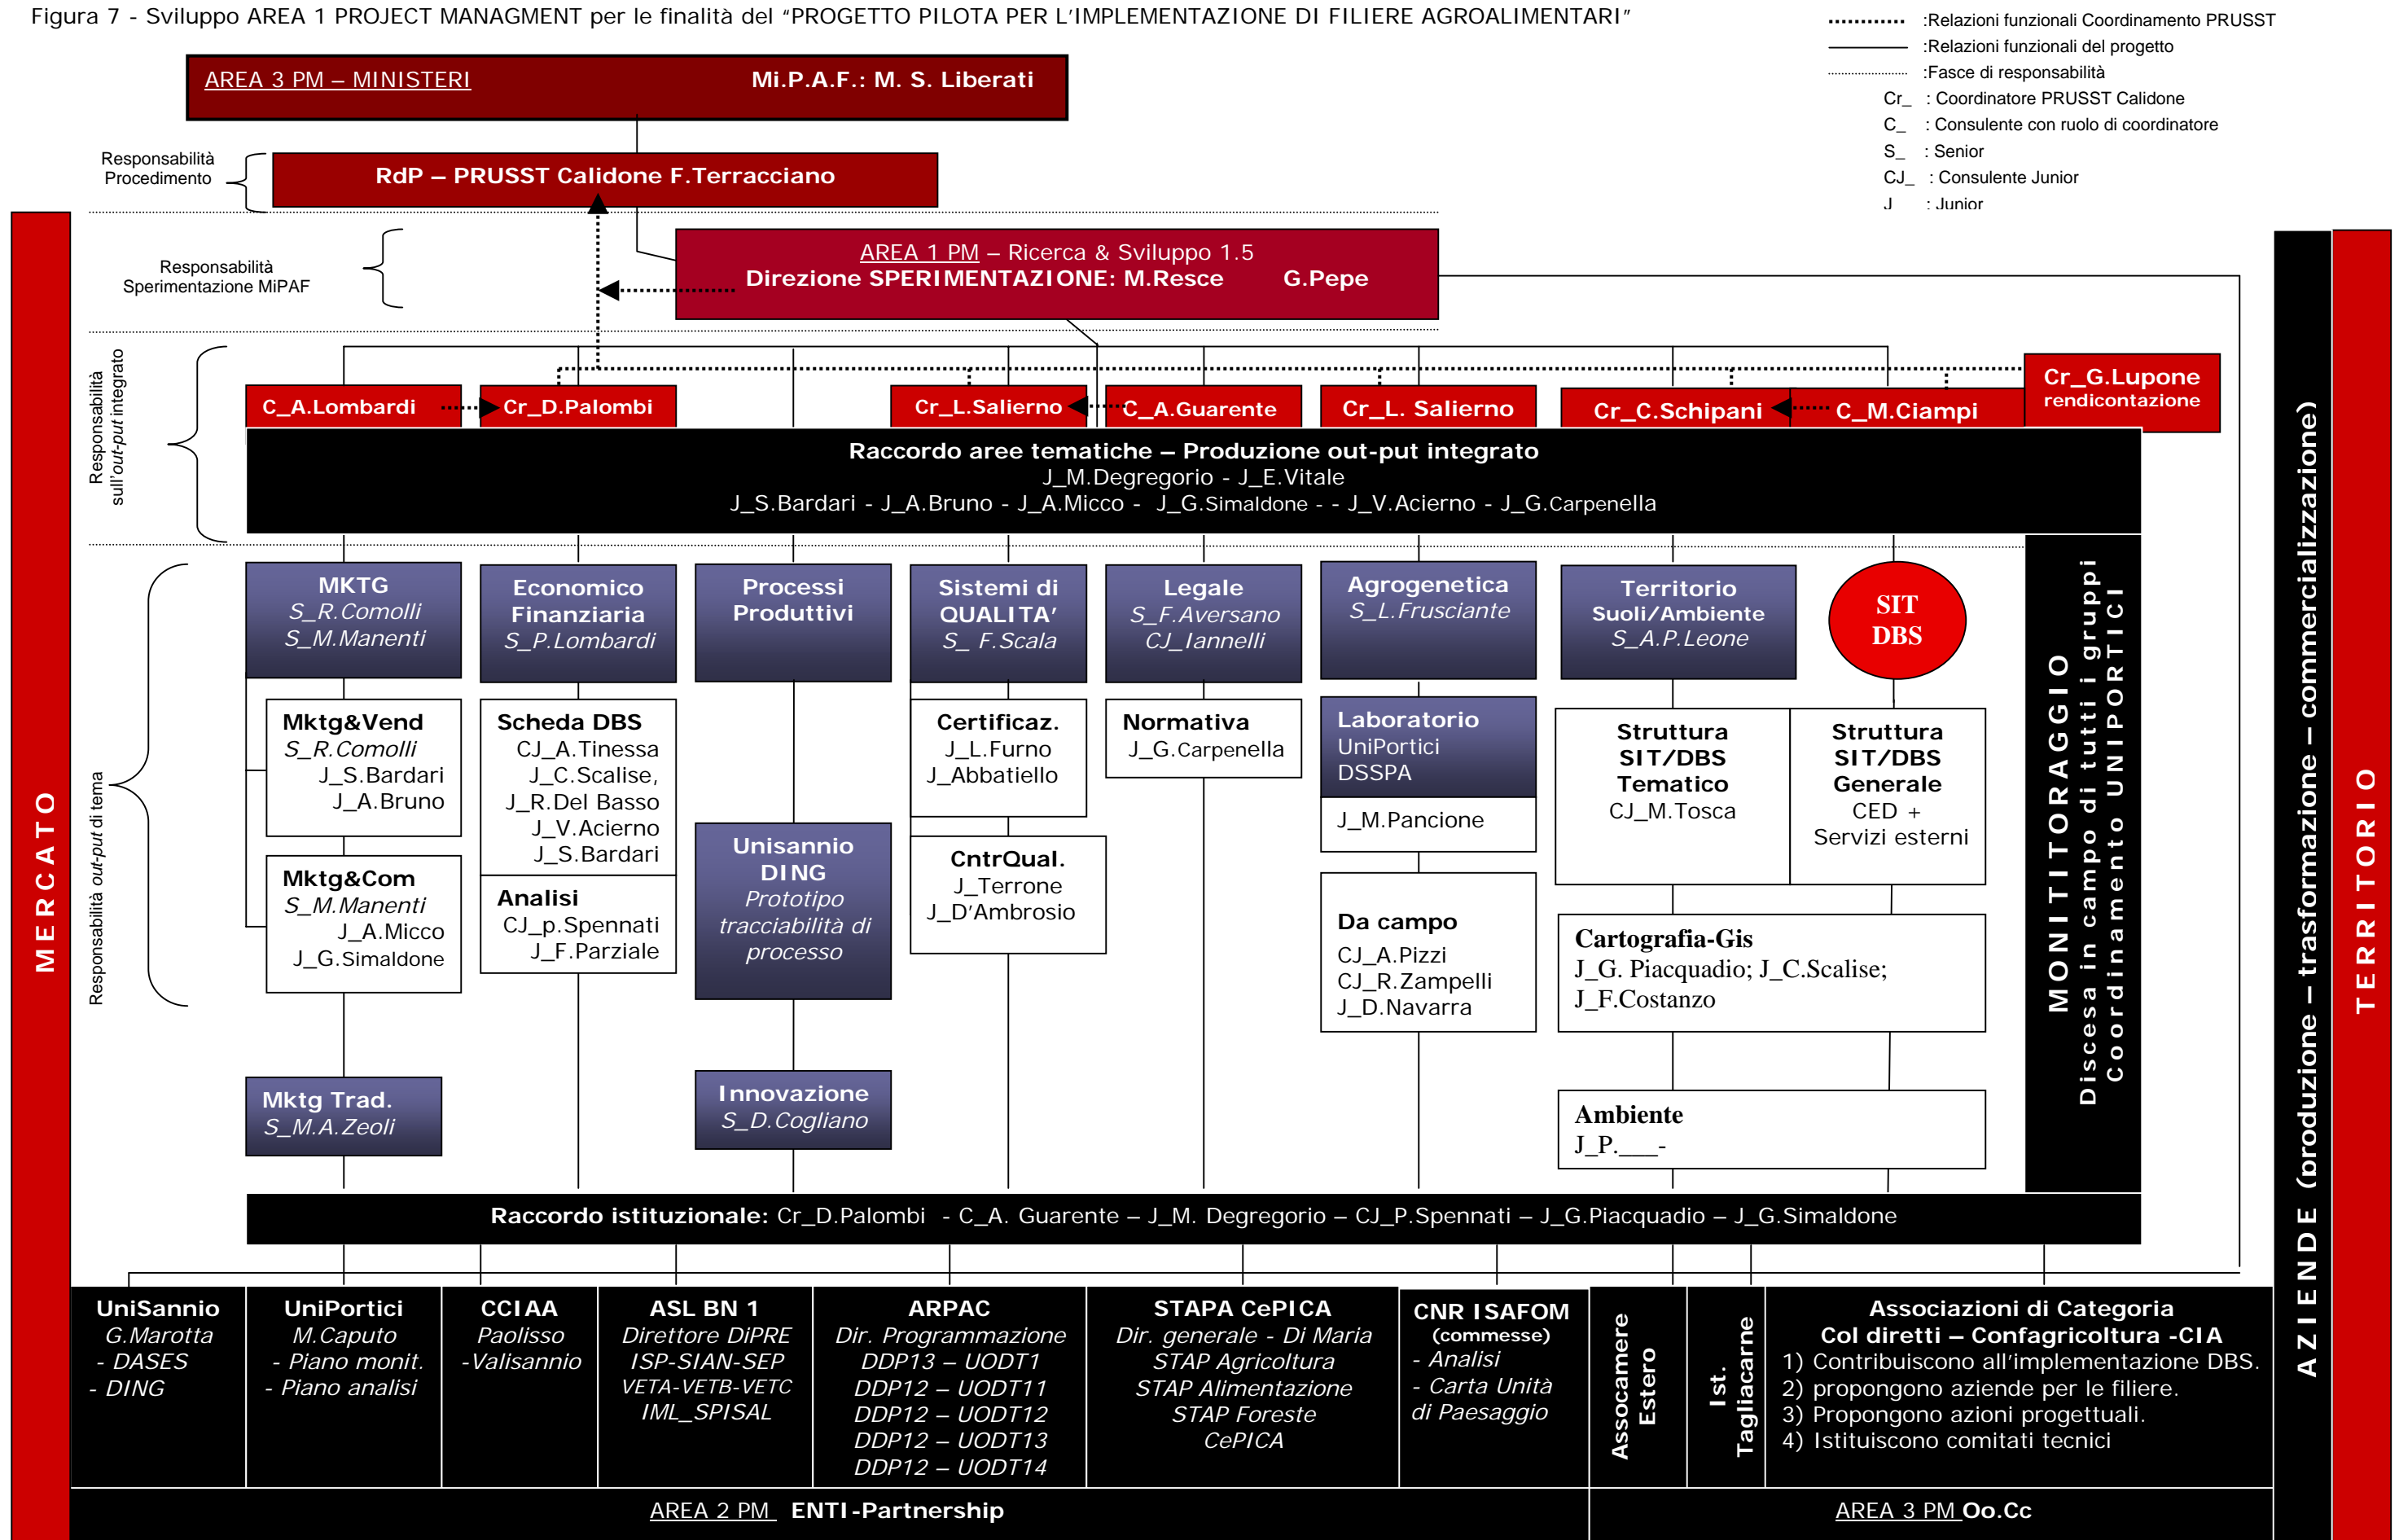 Figura 7 - Sviluppo AREA 1 PROJECT MANAGMENT per le finalità del “PROGETTO PILOTA PER L’IMPLEMENTAZIONE DI FILIERE AGROALIMENTARI”
:Relazioni funzionali Coordinamento PRUSST
:Relazioni funzionali del progetto
:Fasce di responsabilità
Cr_ : Coordinatore PRUSST Calidone
C_ : Consulente con ruolo di coordinatore
S_ : Senior
CJ_ : Consulente Junior
J : Junior
AREA 3 PM – MINISTERI Mi.P.A.F.: M. S. Liberati
Responsabilità
Procedimento
RdP – PRUSST Calidone F.Terracciano
Responsabilità
Sperimentazione MiPAF
AREA 1 PM – Ricerca & Sviluppo 1.5
Direzione SPERIMENTAZIONE: M.Resce G.Pepe
Responsabilità
sull’out-put integrato
C_A.Lombardi
Cr_D.Palombi
Cr_L.Salierno
C_A.Guarente
Cr_L. Salierno
Cr_C.Schipani
C_M.Ciampi
Cr_G.Lupone
rendicontazione
Raccordo aree tematiche – Produzione out-put integrato
J_M.Degregorio - J_E.Vitale
J_S.Bardari - J_A.Bruno - J_A.Micco - J_G.Simaldone - - J_V.Acierno - J_G.Carpenella
Responsabilità out-put di tema
MKTG
S_R.Comolli
S_M.Manenti
Mktg&Vend
S_R.Comolli
J_S.Bardari
J_A.Bruno
Mktg&Com
S_M.Manenti
J_A.Micco
J_G.Simaldone
Mktg Trad.
S_M.A.Zeoli
Economico
Finanziaria
S_P.Lombardi
Scheda DBS
CJ_A.Tinessa
J_C.Scalise,
J_R.Del Basso
J_V.Acierno
J_S.Bardari
Analisi
CJ_p.Spennati
J_F.Parziale
Processi
Produttivi
Unisannio
DING
Prototipo
tracciabilità di
processo
Innovazione
S_D.Cogliano
Sistemi di
QUALITA’
S_ F.Scala
Certificaz.
J_L.Furno
J_Abbatiello
CntrQual.
J_Terrone
J_D’Ambrosio
Legale
S_F.Aversano
CJ_Iannelli
Normativa
J_G.Carpenella
Agrogenetica
S_L.Frusciante
Laboratorio
UniPortici
DSSPA
J_M.Pancione
Da campo
CJ_A.Pizzi
CJ_R.Zampelli
J_D.Navarra
Territorio
Suoli/Ambiente
S_A.P.Leone
SIT
DBS
Struttura
SIT/DBS
Tematico
CJ_M.Tosca
Struttura
SIT/DBS
Generale
CED +
Servizi esterni
Cartografia-Gis
J_G. Piacquadio; J_C.Scalise;
J_F.Costanzo
Ambiente
J_P.___-
MONITITORAGGIO
Discesa in campo di tutti i gruppi
Coordinamento UNIPORTICI
MERCATO
AZIENDE (produzione – trasformazione – commercializzazione)
TERRITORIO
Raccordo istituzionale: Cr_D.Palombi - C_A. Guarente – J_M. Degregorio – CJ_P.Spennati – J_G.Piacquadio – J_G.Simaldone
UniSannio
G.Marotta
- DASES
- DING
UniPortici
M.Caputo
- Piano monit.
- Piano analisi
CCIAA
Paolisso
-Valisannio
ASL BN 1
Direttore DiPRE
ISP-SIAN-SEP
VETA-VETB-VETC
IML_SPISAL
ARPAC
Dir. Programmazione
DDP13 – UODT1
DDP12 – UODT11
DDP12 – UODT12
DDP12 – UODT13
DDP12 – UODT14
STAPA CePICA
Dir. generale - Di Maria
STAP Agricoltura
STAP Alimentazione
STAP Foreste
CePICA
CNR ISAFOM
(commesse)
- Analisi
- Carta Unità
di Paesaggio
Assocamere
Estero
Ist.
Tagliacarne
Associazioni di Categoria
Col diretti – Confagricoltura -CIA
1) Contribuiscono all’implementazione DBS.
2) propongono aziende per le filiere.
3) Propongono azioni progettuali.
4) Istituiscono comitati tecnici
AREA 2 PM ENTI-Partnership
AREA 3 PM Oo.Cc